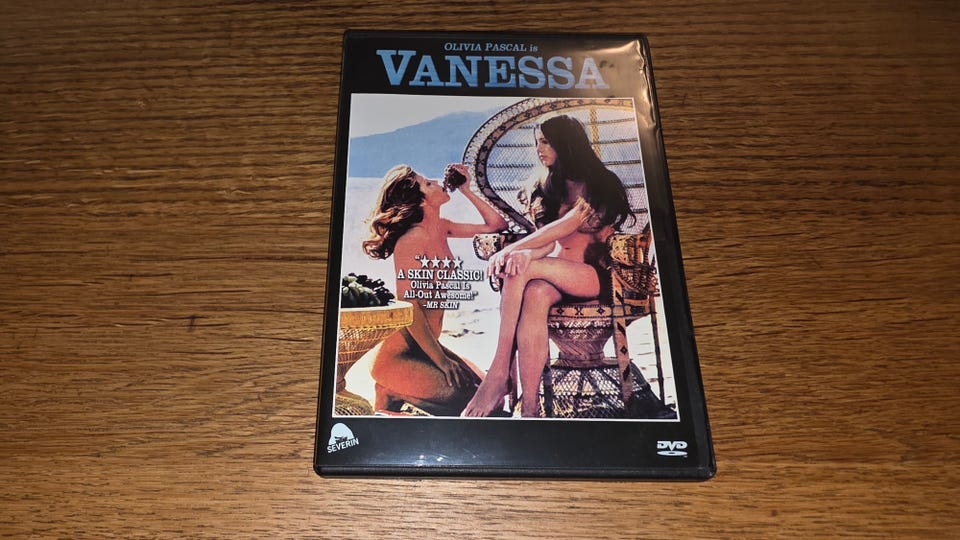 OLIVIA PASCAL is
VANESSA
"★★★★
A SKIN CLASSIC!
Olivia Pascal Is
All-Out Awesome!"
-MR SKIN
SEVERIN
DVD